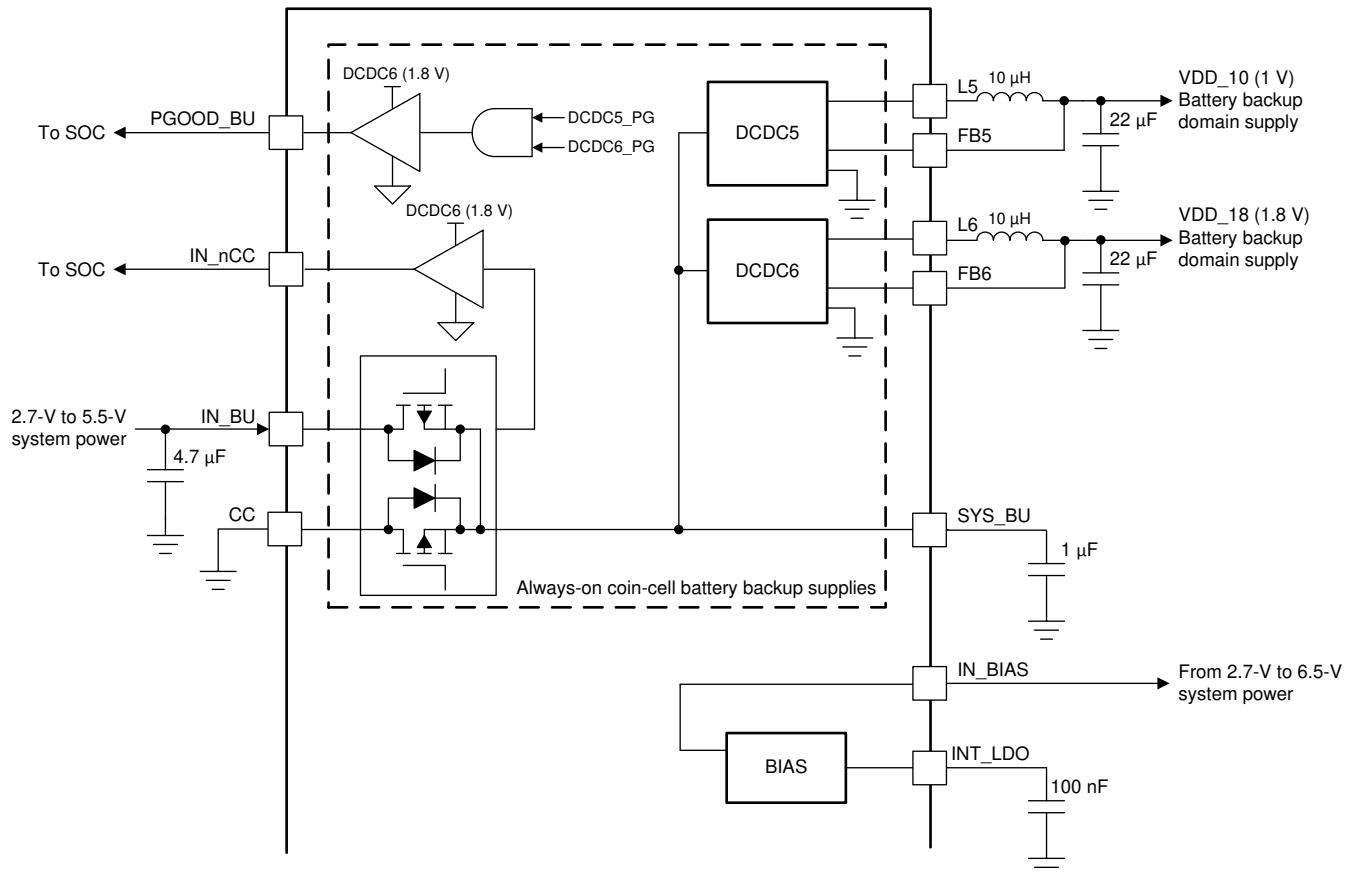 DCDC6 (1.8 V)
To SOC
PGOOD_BU
DCDC5_PG
DCDC6_PG
DCDC5
L5
10 µH
FB5
22 µF
VDD_10 (1 V)
Battery backup
domain supply
DCDC6 (1.8 V)
To SOC
IN_nCC
DCDC6
L6
10 µH
FB6
22 µF
VDD_18 (1.8 V)
Battery backup
domain supply
2.7-V to 5.5-V
system power
IN_BU
4.7 µF
CC
SYS_BU
1 µF
Always-on coin-cell battery backup supplies
IN_BIAS
From 2.7-V to 6.5-V
system power
BIAS
INT_LDO
100 nF